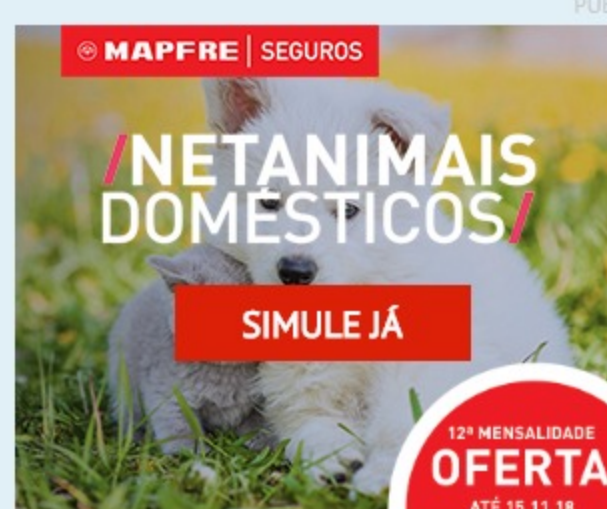 MAPFRE | SEGUROS
/NETANIMAIS
DOMÉSTICOS/
SIMULE JÁ
12ª MENSALIDADE
OFERTA
ATÉ 15.11.18